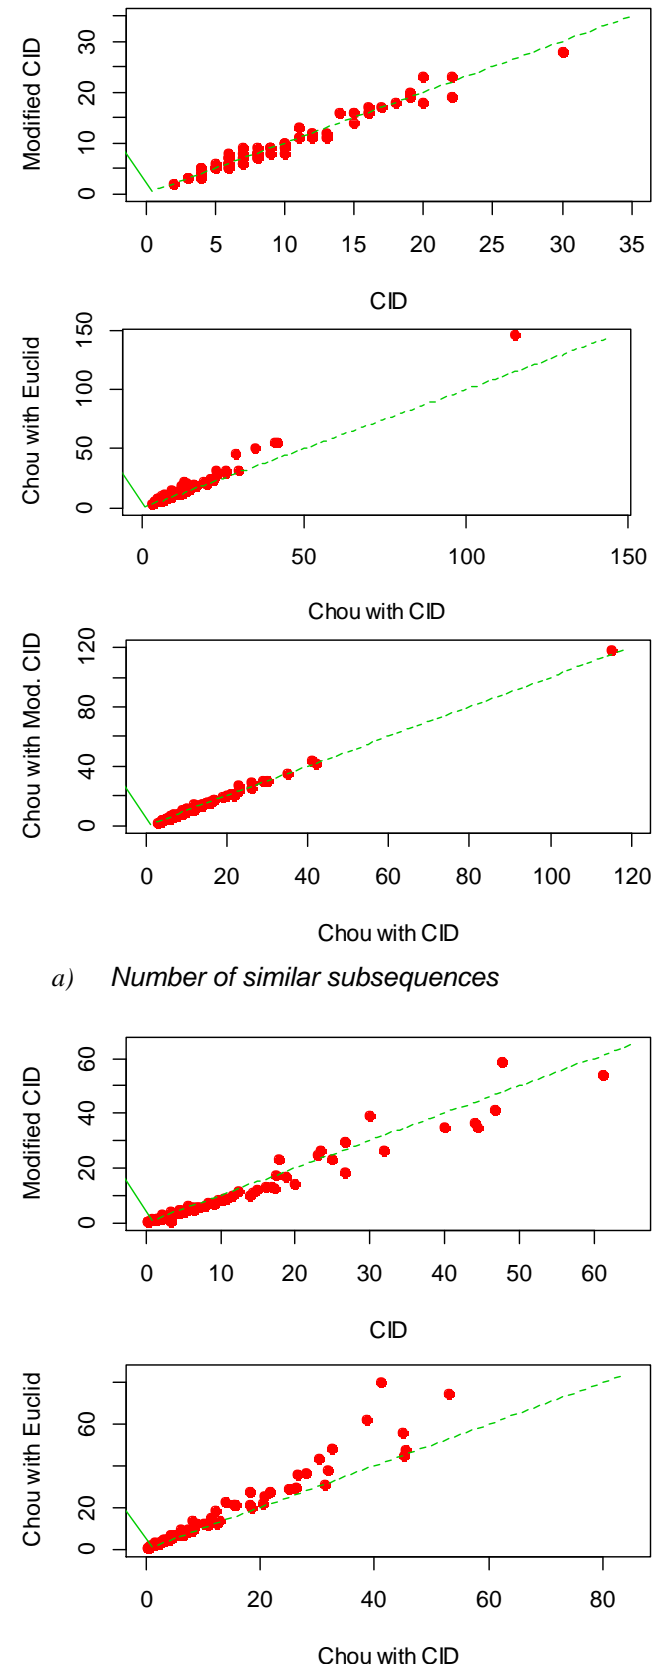 Modified CID
0 10 20 30
0 5 10 15 20 25 30 35
CID
Chou with Euclid
0 50 100 150
0 50 100 150
Chou with CID
Chou with Mod. CID
0 40 80 120
0 20 40 60 80 100 120
Chou with CID
a) Number of similar subsequences
Modified CID
0 20 40 60
0 10 20 30 40 50 60
CID
Chou with Euclid
0 20 60
0 20 40 60 80
Chou with CID